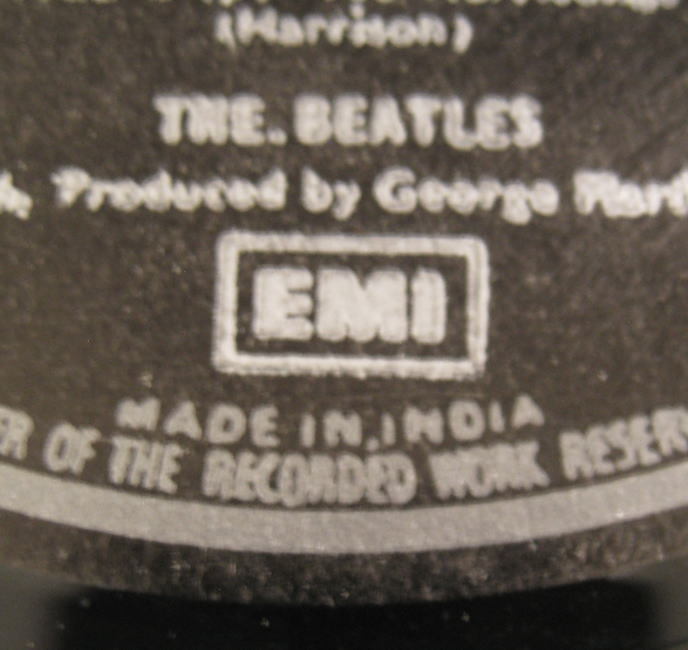 (Harrison)
THE.BEATLES
Produced by George
EMI
MADE IN INDIA
OF THE RECORDED WORK